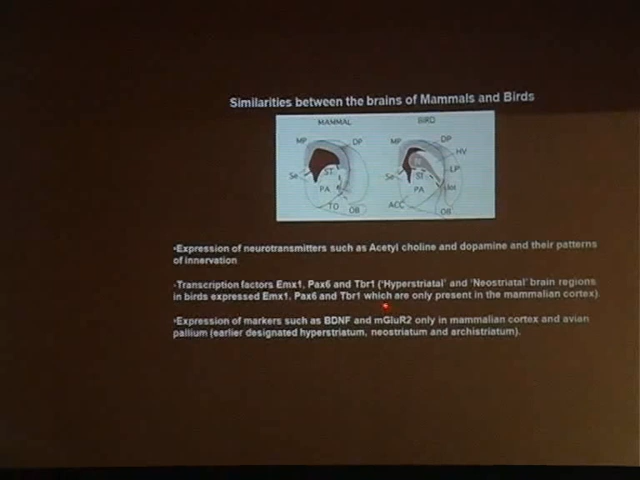 Similarities between the brains of Mammals and Birds
MAMMAL BIRD
MP DP MP DP
HV
Se ST Se ST LP
PA PA
TO OB ACC OB
•Expression of neurotransmitters such as Acetyl choline and dopamine and their patterns
of innervation
-Transcription factors Emx1, Pax6 and Tbr1 ('Hyperstriatal' and 'Neostriatal' brain regions
in birds expressed Emx1, Pax6 and Tbr1 which are only present in the mammalian cortex)
•Expression of markers such as BDNF and mGluR2 only in mammalian cortex and avian
pallium (earlier designated hyperstriatum, neostriatum and archistriatum).